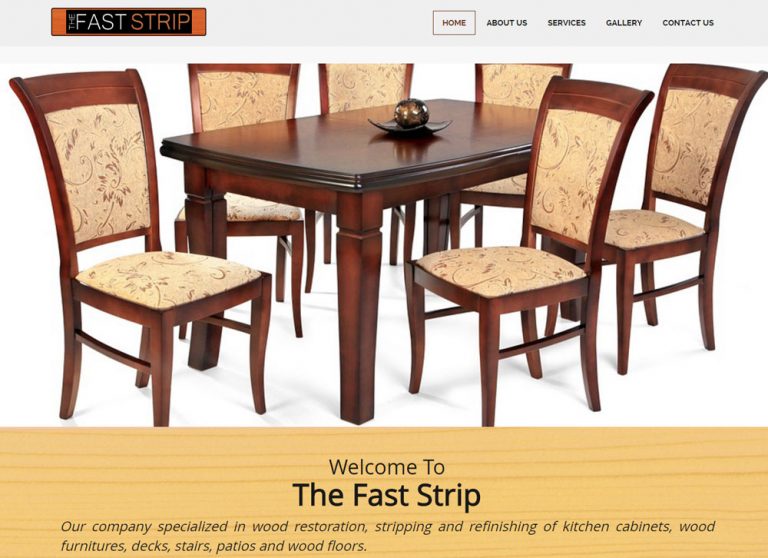 THE FAST STRIP
HOME ABOUT US SERVICES GALLERY CONTACT US
Welcome To
The Fast Strip
Our company specialized in wood restoration, stripping and refinishing of kitchen cabinets, wood
furnitures, decks, stairs, patios and wood floors.